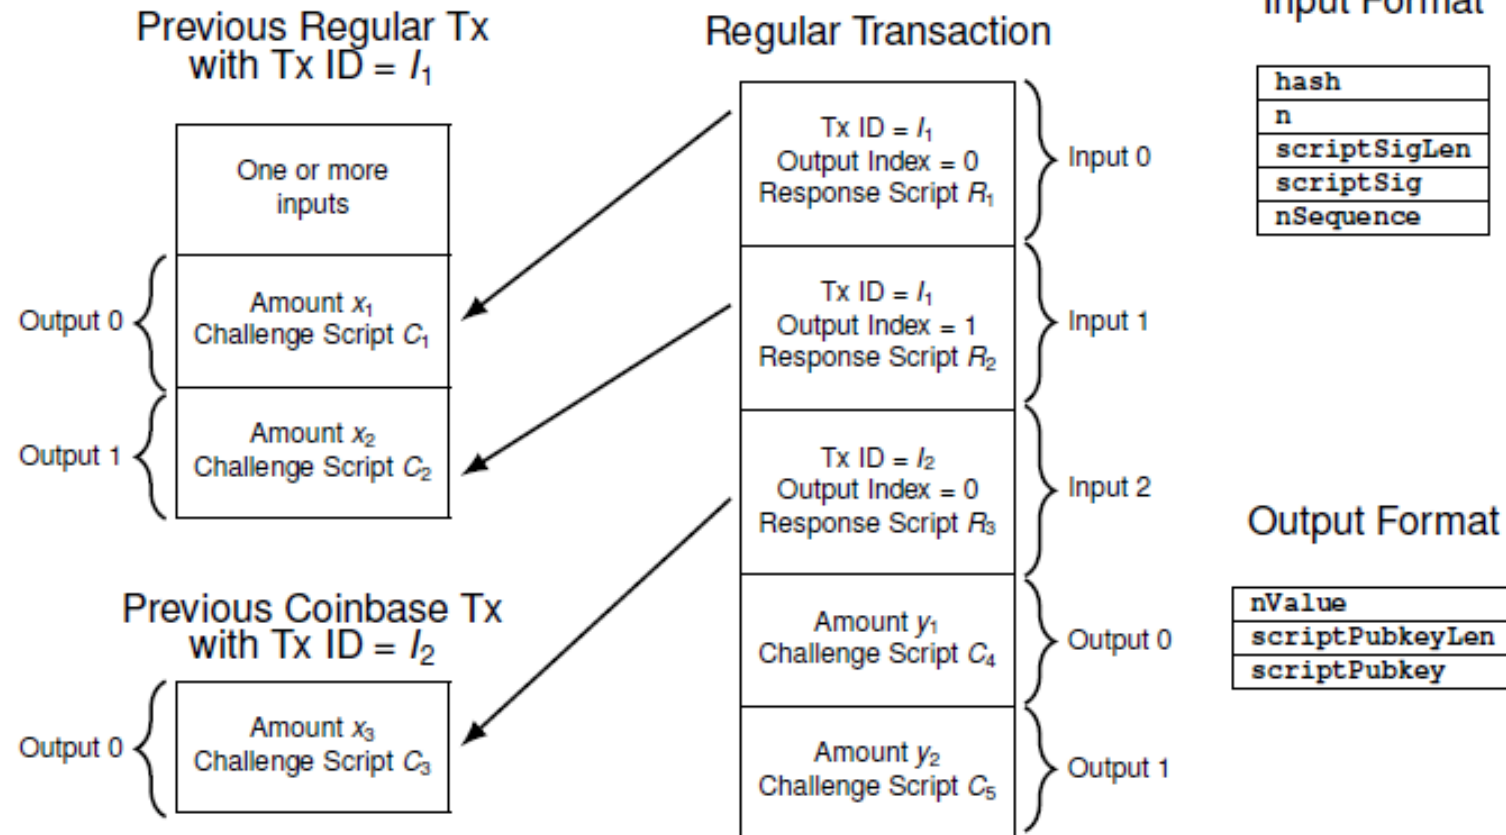 Previous Regular Tx
with Tx ID = I₁
One or more
inputs
Output 0
Amount x₁
Challenge Script C₁
Output 1
Amount x₂
Challenge Script C₂
Previous Coinbase Tx
with Tx ID = I₂
Output 0
Amount x₃
Challenge Script C₃
Regular Transaction
Tx ID = I₁
Output Index = 0
Response Script R₁
Input 0
Tx ID = I₁
Output Index = 1
Response Script R₂
Input 1
Tx ID = I₂
Output Index = 0
Response Script R₃
Input 2
Amount y₁
Challenge Script C₄
Output 0
Amount y₂
Challenge Script C₅
Output 1
Input Format
hash
n
scriptSigLen
scriptSig
nSequence
Output Format
nValue
scriptPubkeyLen
scriptPubkey